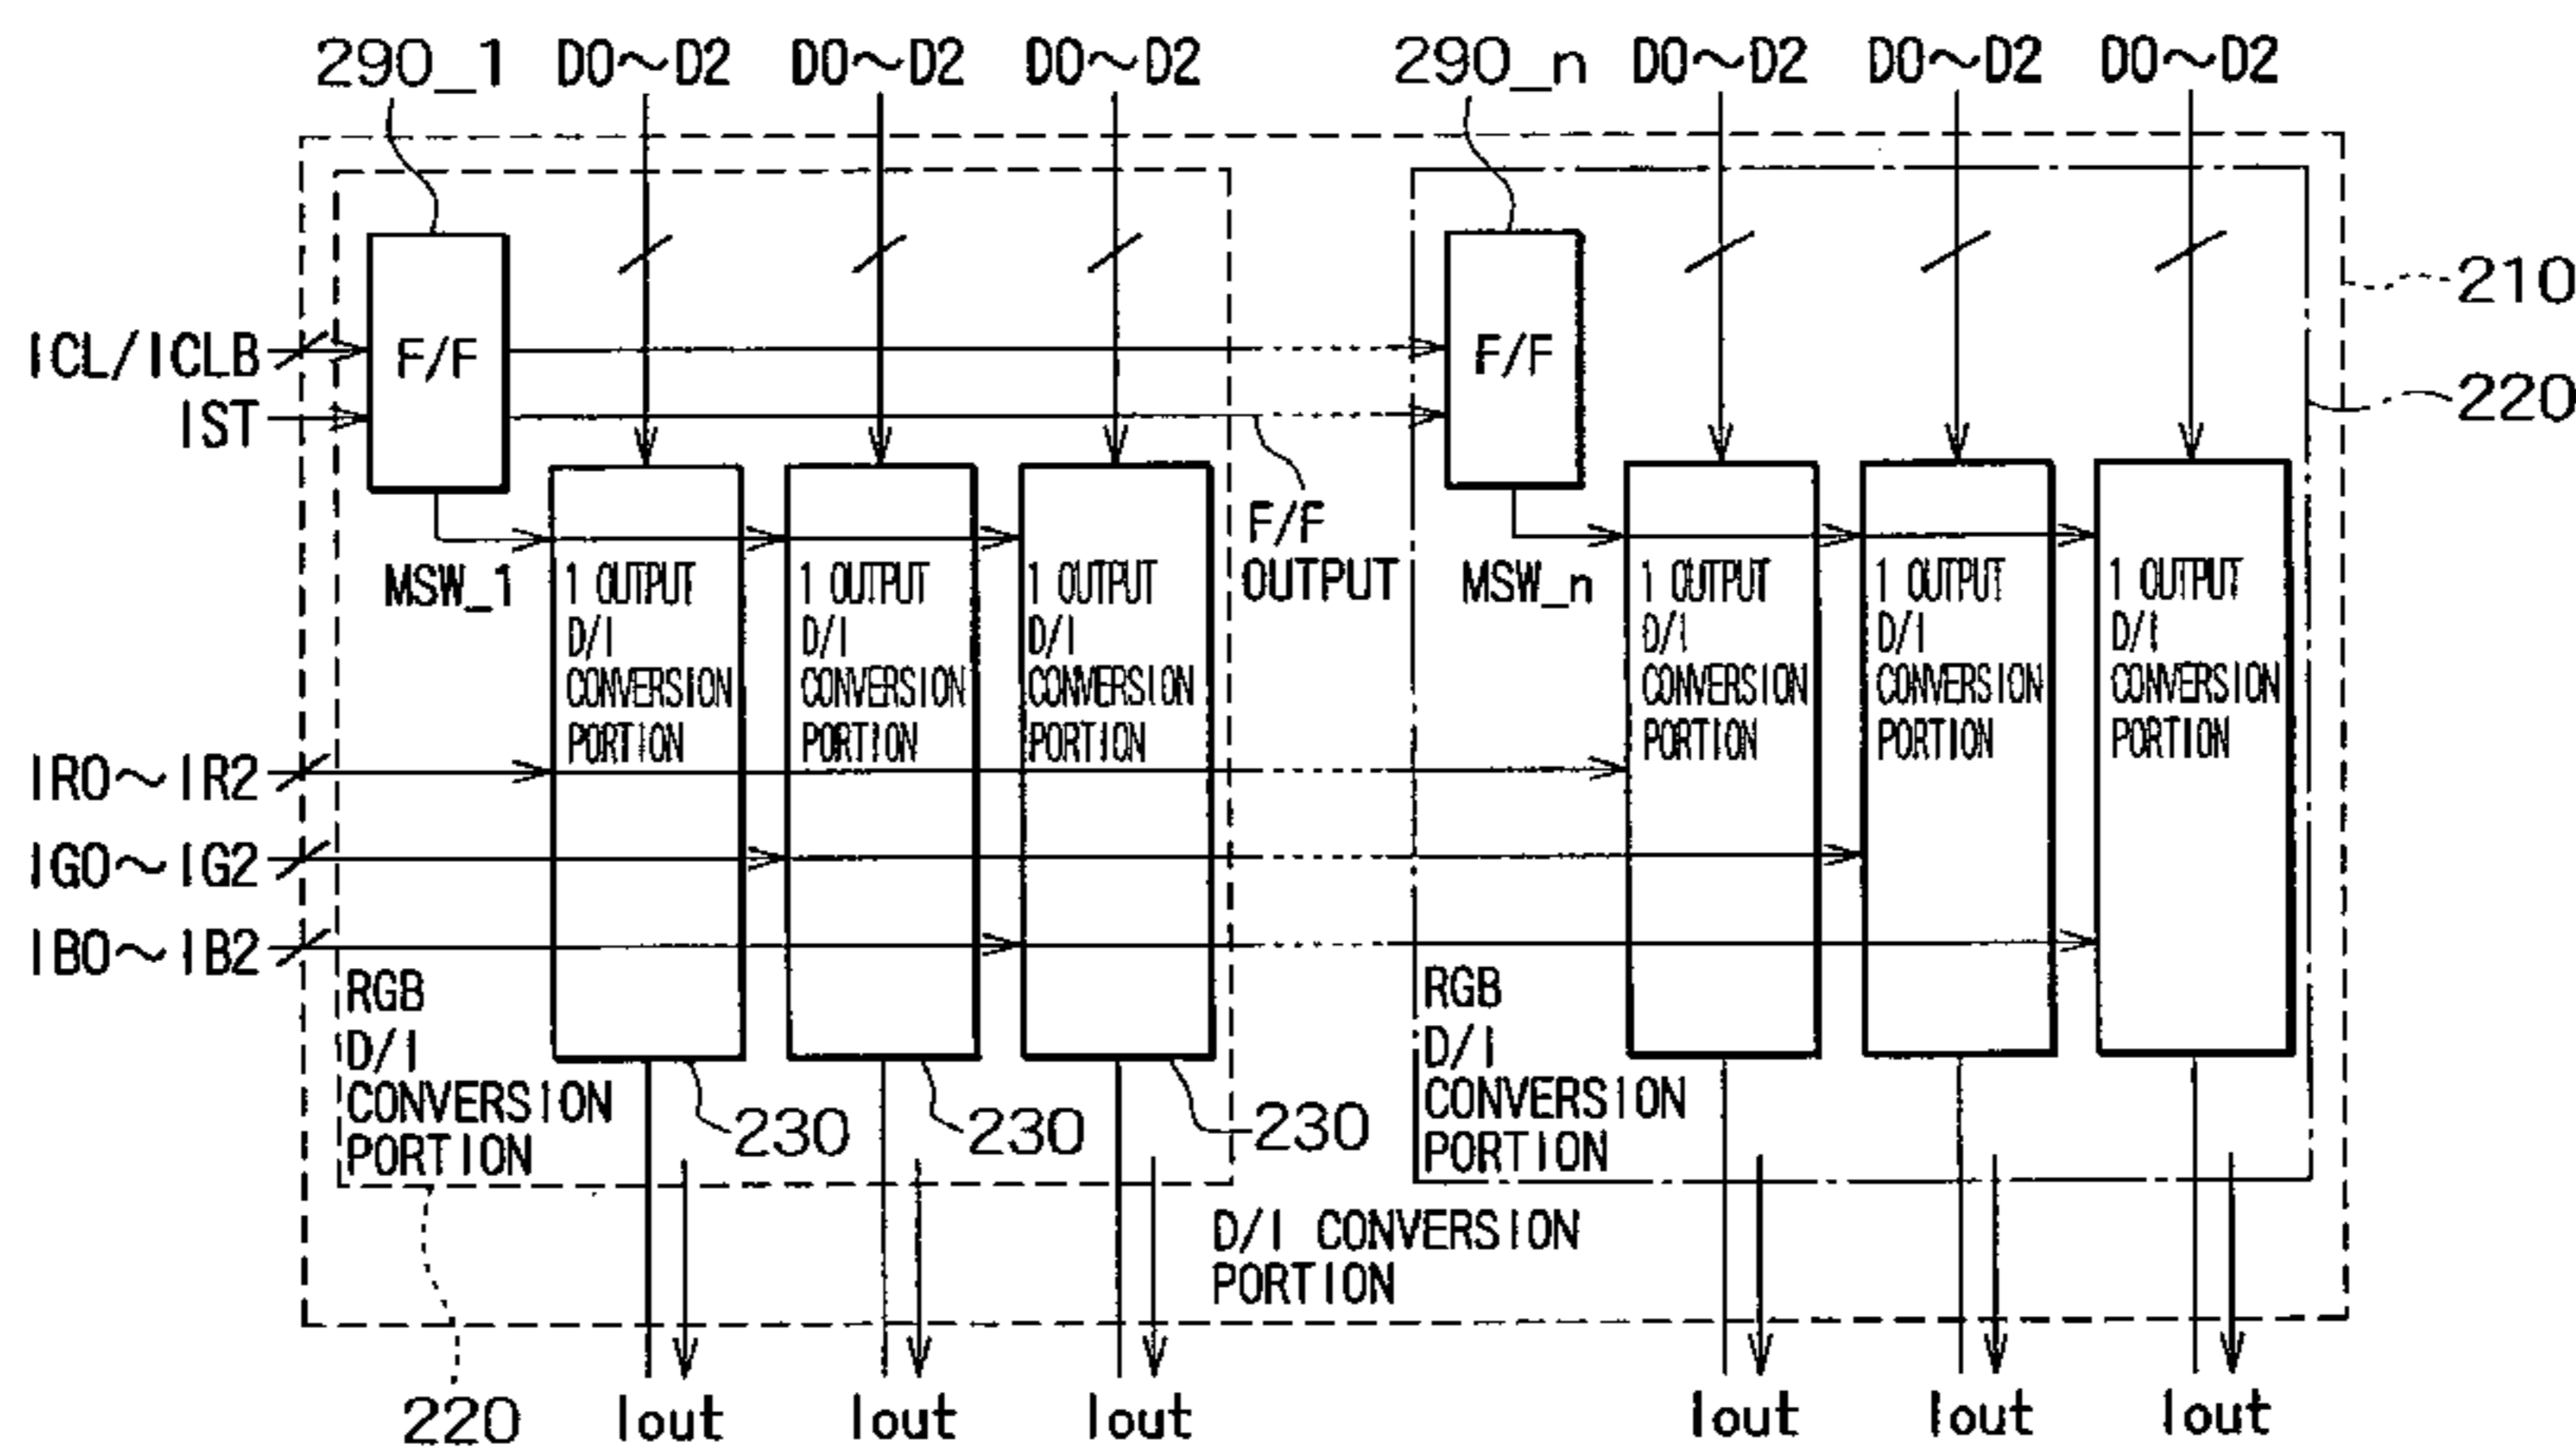 290_1 D0~D2 D0~D2 D0~D2 290_n D0~D2 D0~D2 D0~D2
210
ICL/ICLB F/F F/F
220
IST
F/F
OUTPUT
MSW_1 MSW_n
1 OUTPUT
D/I
CONVERSION
PORTION
1 OUTPUT
D/I
CONVERSION
PORTION
1 OUTPUT
D/I
CONVERSION
PORTION
1 OUTPUT
D/I
CONVERSION
PORTION
1 OUTPUT
D/I
CONVERSION
PORTION
1 OUTPUT
D/I
CONVERSION
PORTION
IR0~IR2
IG0~IG2
IB0~IB2
RGB
D/I
CONVERSION
PORTION
230 230 230
RGB
D/I
CONVERSION
PORTION
D/I CONVERSION
PORTION
220 Iout Iout Iout Iout Iout Iout